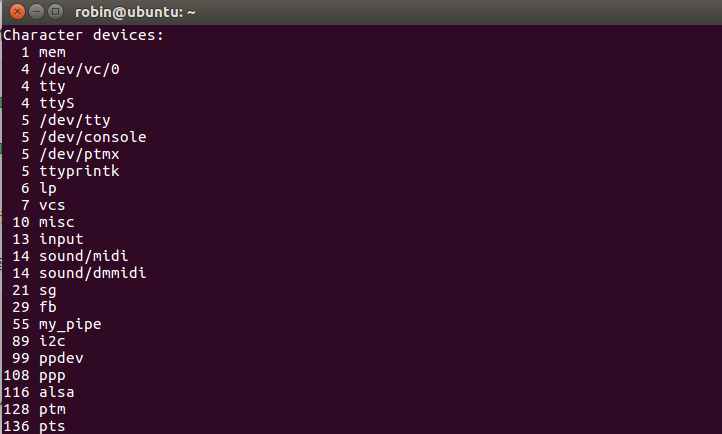 robin@ubuntu: ~
Character devices:
1 mem
4 /dev/vc/0
4 tty
4 ttyS
5 /dev/tty
5 /dev/console
5 /dev/ptmx
5 ttyprintk
6 lp
7 vcs
10 misc
13 input
14 sound/midi
14 sound/dmmidi
21 sg
29 fb
55 my_pipe
89 i2c
99 ppdev
108 ppp
116 alsa
128 ptm
136 pts